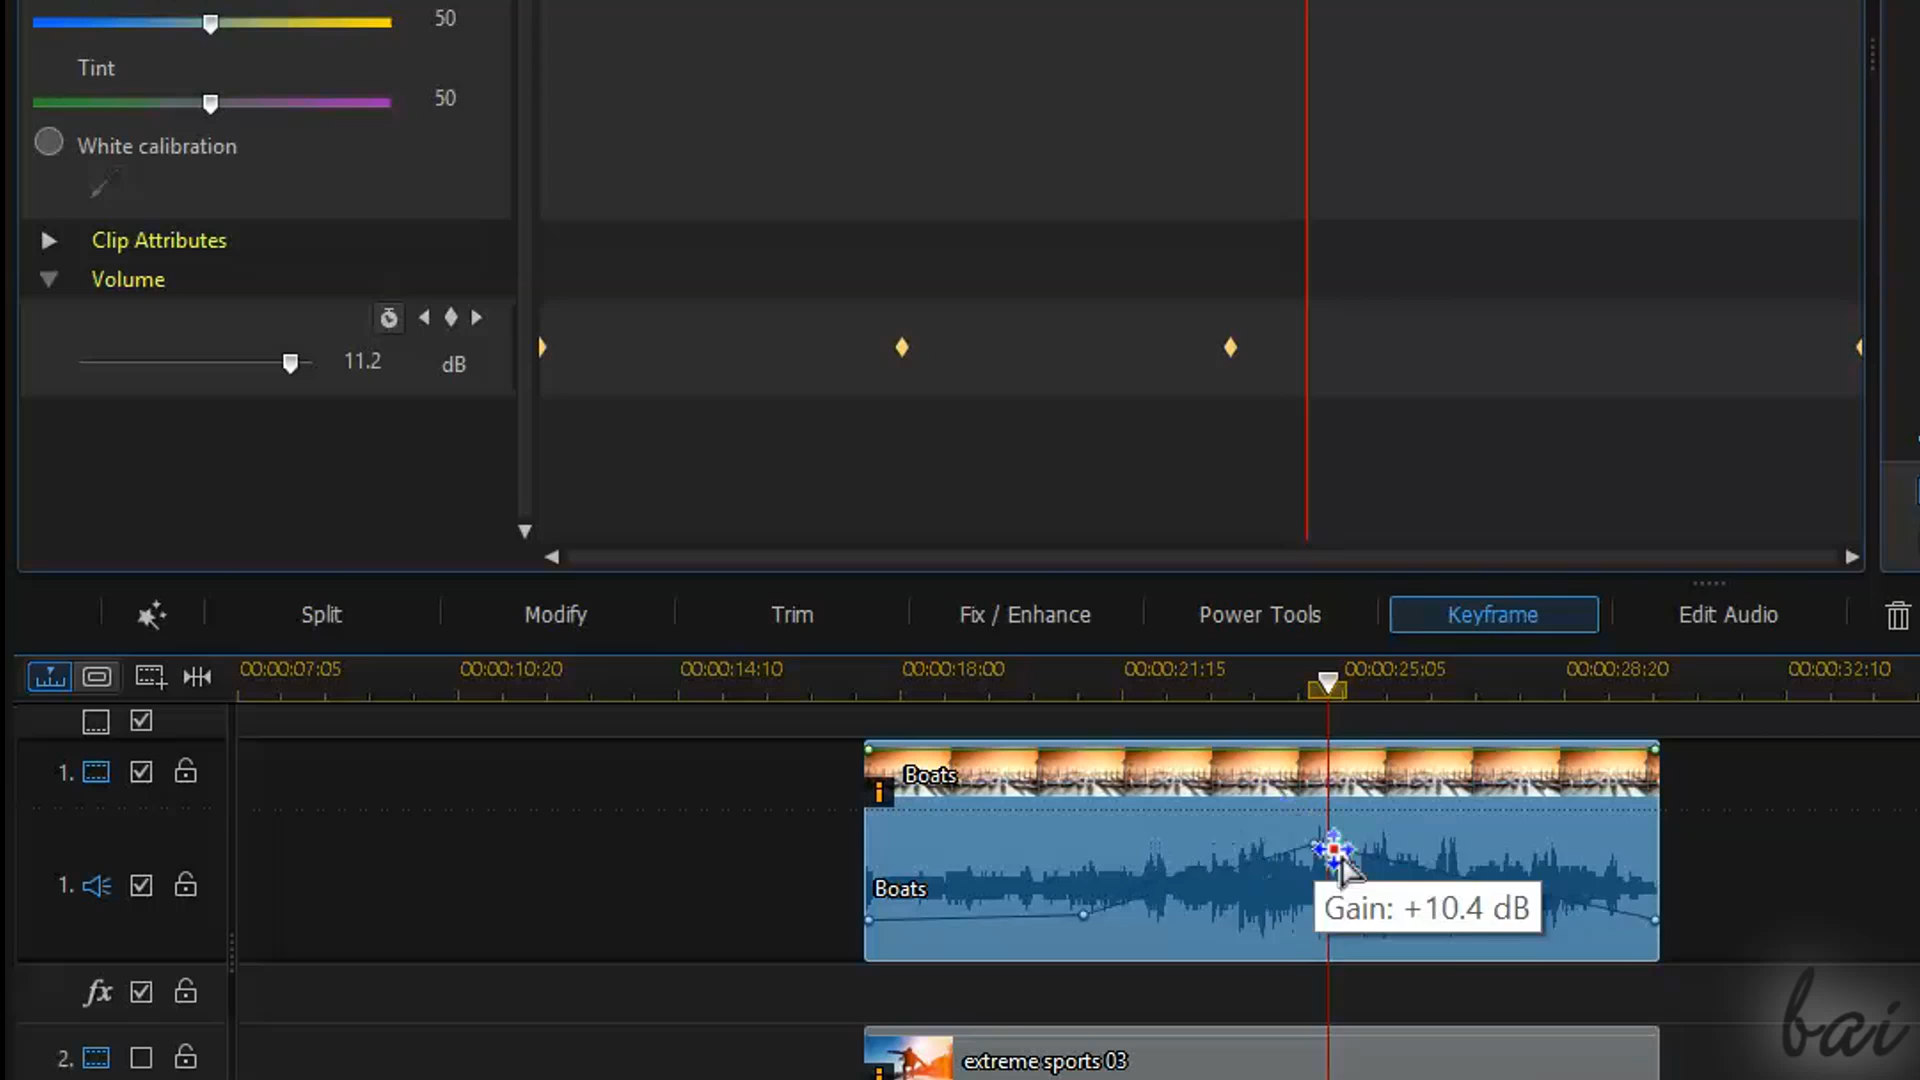 50
Tint
50
White calibration
Clip Attributes
Volume
11.2 dB
Split Modify Trim Fix / Enhance Power Tools Keyframe Edit Audio
00:00:07:05 00:00:10:20 00:00:14:10 00:00:18:00 00:00:21:15 00:00:25:05 00:00:28:20 00:00:32:10
1. Boats
1. Boats
Gain: +10.4 dB
fx
2. extreme sports 03
bai